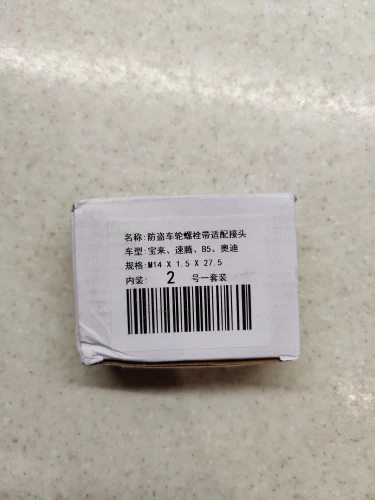 名称:防盗车轮螺栓带适配接头
车型:宝来、速腾、B5、奥迪
规格:M14 X 1.5 X 27.5
内装: 2 号一套装